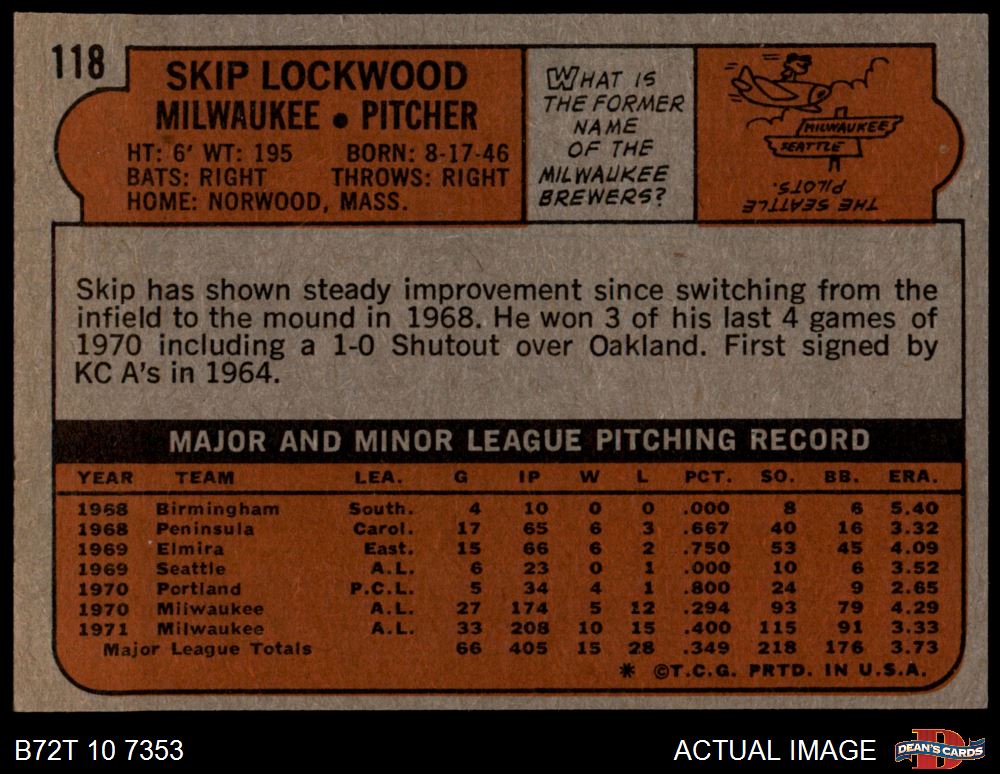 118
SKIP LOCKWOOD
MILWAUKEE • PITCHER
HT: 6' WT: 195 BORN: 8-17-46
BATS: RIGHT THROWS: RIGHT
HOME: NORWOOD, MASS.
WHAT IS
THE FORMER
NAME
OF THE
MILWAUKEE
BREWERS?
MILWAUKEE
SEATTLE
THE SEATTLE
PILOTS.
Skip has shown steady improvement since switching from the
infield to the mound in 1968. He won 3 of his last 4 games of
1970 including a 1-0 Shutout over Oakland. First signed by
KC A's in 1964.
MAJOR AND MINOR LEAGUE PITCHING RECORD
YEAR TEAM LEA. G IP W L PCT. SO. BB. ERA.
1968 Birmingham South. 4 10 0 0 .000 8 6 5.40
1968 Peninsula Carol. 17 65 6 3 .667 40 16 3.32
1969 Elmira East. 15 66 6 2 .750 53 45 4.09
1969 Seattle A.L. 6 23 0 1 .000 10 6 3.52
1970 Portland P.C.L. 5 34 4 1 .800 24 9 2.65
1970 Milwaukee A.L. 27 174 5 12 .294 93 79 4.29
1971 Milwaukee A.L. 33 208 10 15 .400 115 91 3.33
Major League Totals 66 405 15 28 .349 218 176 3.73
* ©T.C.G. PRTD. IN U.S.A.
B72T 10 7353 ACTUAL IMAGE
D
DEAN'S CARDS